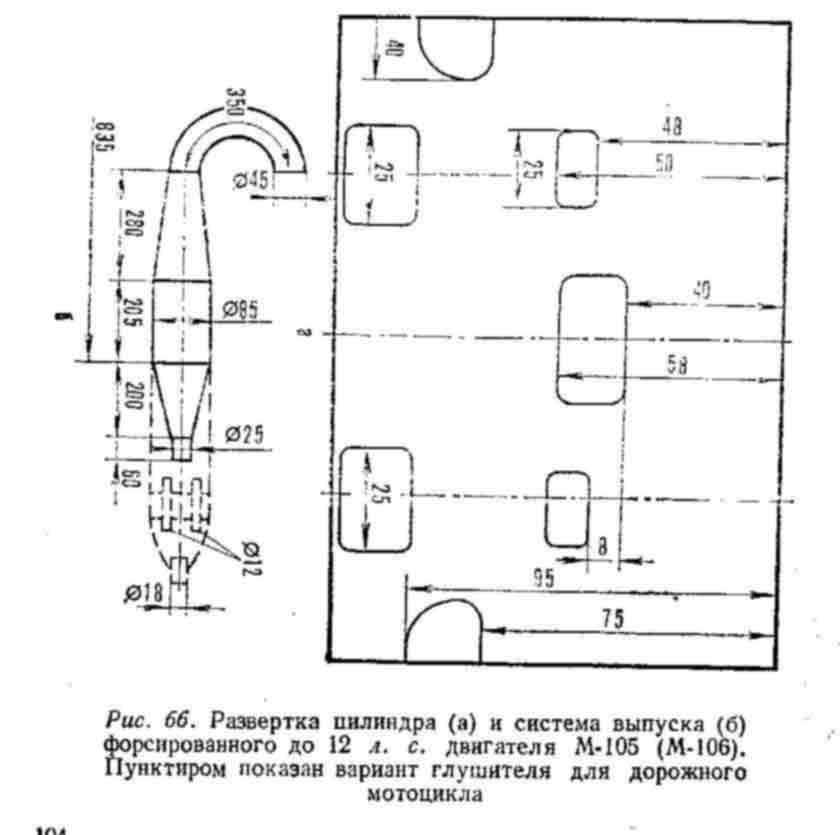 40
350
835
48
25
25
50
Ø45
280
40
б
205
Ø85
а
58
200
Ø25
25
60
8
Ø12
95
Ø18
75
Рис. 66. Развертка цилиндра (а) и система выпуска (б)
форсированного до 12 л. с. двигателя М-105 (М-106).
Пунктиром показан вариант глушителя для дорожного
мотоцикла
104